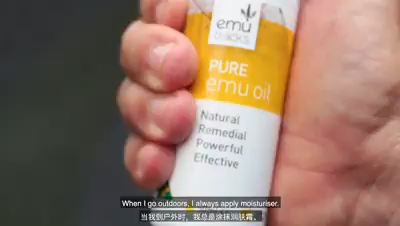 emu
tracks
PURE
emu oil
Natural
Remedial
Powerful
Effective
When I go outdoors, I always apply moisturiser.
当我到户外时，我总是涂抹润肤霜。